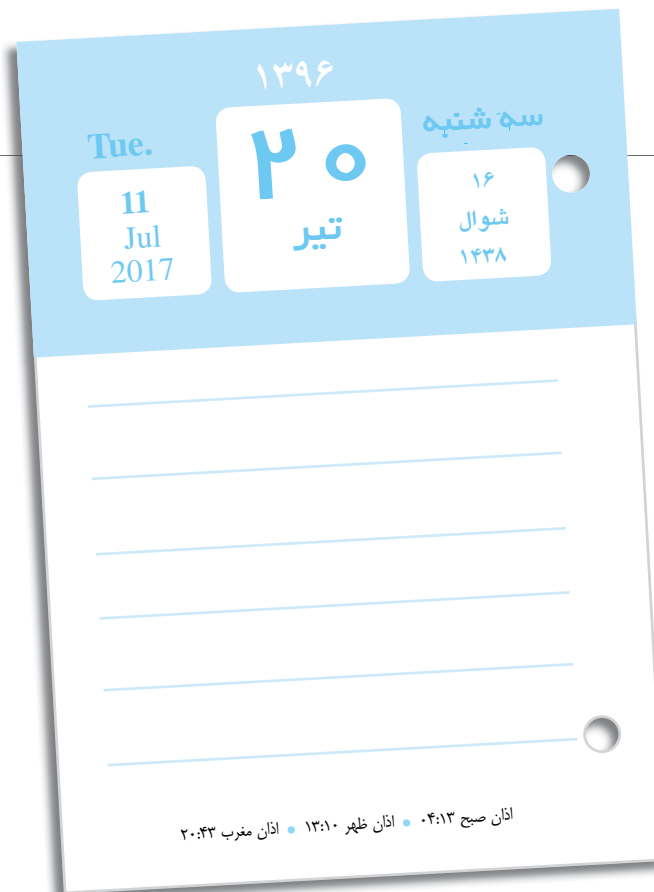 ۱۳۹۶
سه شنبه
۱۶
شوال
۱۴۳۸
۲۰
تیر
Tue.
11
Jul
2017
اذان صبح ۰۴:۱۳ • اذان ظهر ۱۳:۱۰ • اذان مغرب ۲۰:۴۳